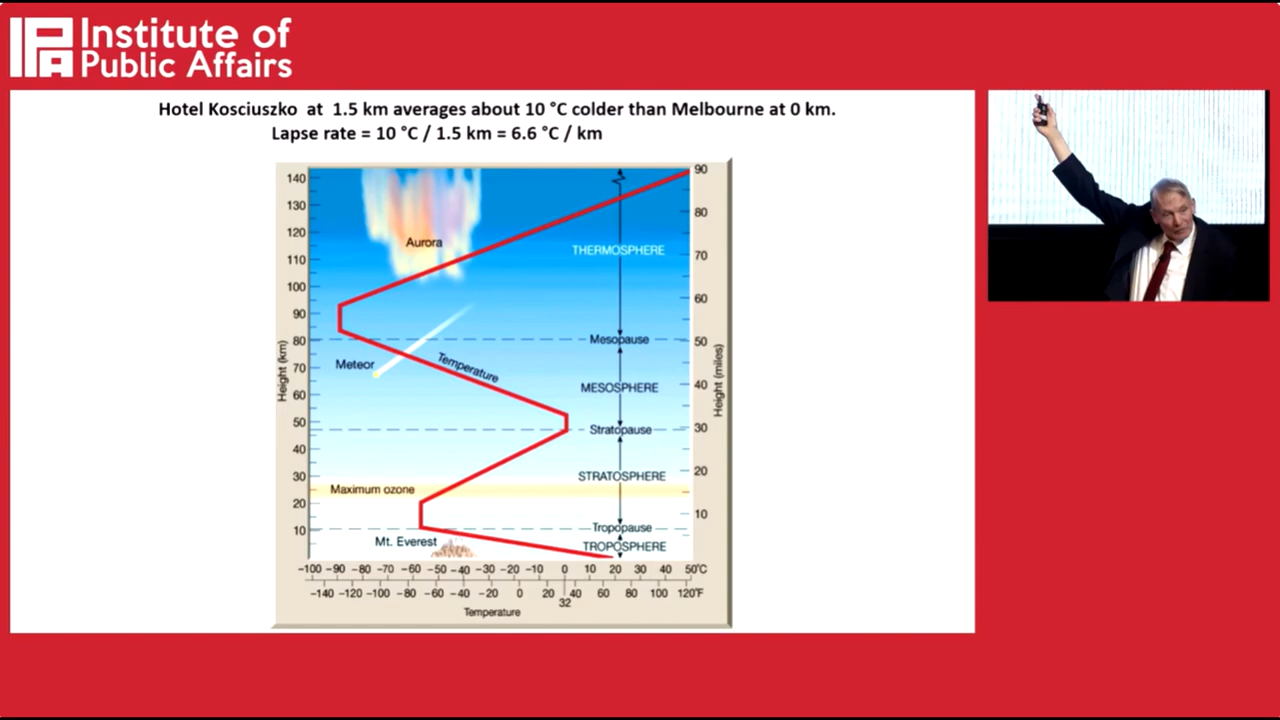 IPA
Institute of
Public Affairs
Hotel Kosciuszko at 1.5 km averages about 10 °C colder than Melbourne at 0 km.
Lapse rate = 10 °C / 1.5 km = 6.6 °C / km
140
130
120
110
100
90
80
70
60
50
40
30
20
10
Height (km)
Aurora
Meteor
Temperature
Maximum ozone
Mt. Everest
THERMOSPHERE
Mesopause
MESOSPHERE
Stratopause
STRATOSPHERE
Tropopause
TROPOSPHERE
90
80
70
60
50
40
30
20
10
Height (miles)
–100 –90 –80 –70 –60 –50 –40 –30 –20 –10 0 10 20 30 40 50°C
–140 –120 –100 –80 –60 –40 –20 0 20 40 60 80 100 120°F
32
Temperature